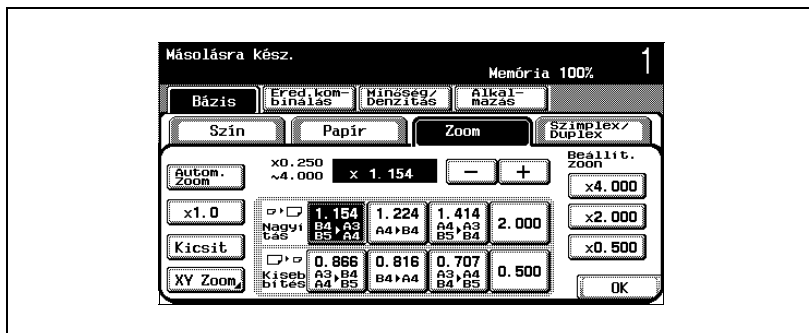 Másolásra kész.
Memória 100% 1
Bázis Ered.kom-
binálás Minőség/
Denzitás Alkal-
mazás
Szín Papír Zoom Szimplex/
Duplex
Autom.
Zoom
x0.250
~4.000 x 1.154 − +
Beállít.
zoon
x4.000
x1.0
Nagyí
tás
1.154
B4▸A3
B5▸A4
1.224
A4▸B4
1.414
A4▸A3
B5▸B4
2.000
x2.000
Kicsit
x0.500
XY Zoom
Kiseb
bítés
0.866
A3▸B4
A4▸B5
0.816
B4▸A4
0.707
A3▸A4
B4▸B5
0.500
OK